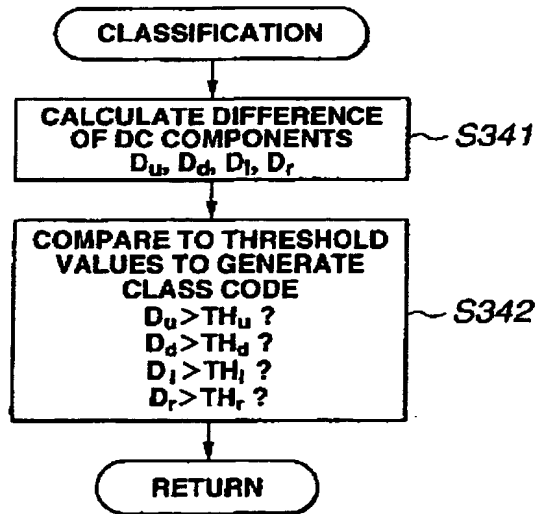 CLASSIFICATION
CALCULATE DIFFERENCE
OF DC COMPONENTS
Du, Dd, Dl, Dr
S341
COMPARE TO THRESHOLD
VALUES TO GENERATE
CLASS CODE
Du>THu ?
Dd>THd ?
Dl>THl ?
Dr>THr ?
S342
RETURN